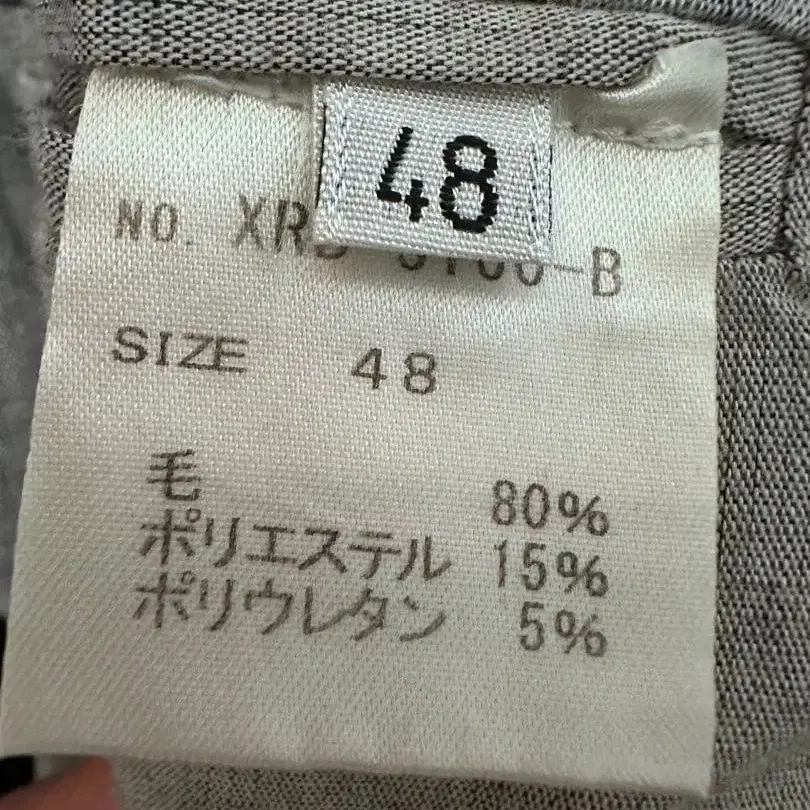 48
NO. XR -B
SIZE 48
毛 80%
ポリエステル 15%
ポリウレタン 5%